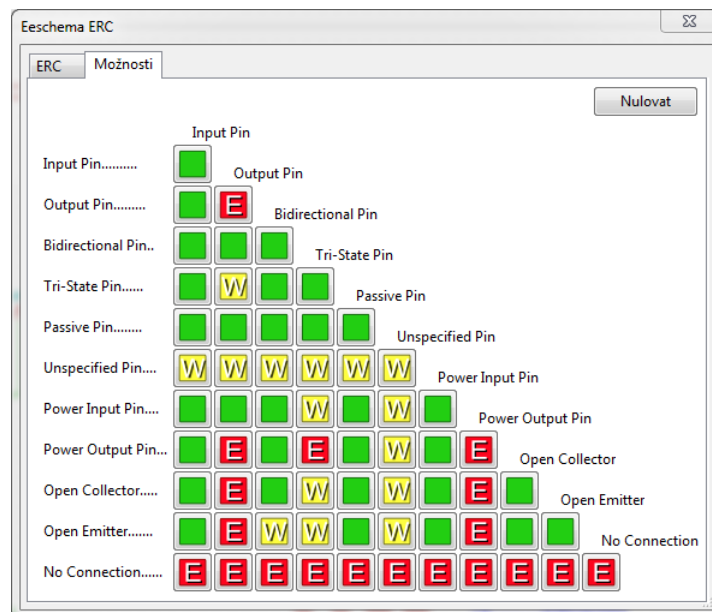 Eeschema ERC
ERC Možnosti
Nulovat
Input Pin
Input Pin..........
Output Pin
Output Pin......... E
Bidirectional Pin
Bidirectional Pin..
Tri-State Pin
Tri-State Pin...... W
Passive Pin
Passive Pin........
Unspecified Pin
Unspecified Pin.... W W W W W W
Power Input Pin
Power Input Pin.... W W
Power Output Pin
Power Output Pin... E E W E
Open Collector
Open Collector..... E W W E
Open Emitter
Open Emitter....... E W W W E
No Connection
No Connection...... E E E E E E E E E E E